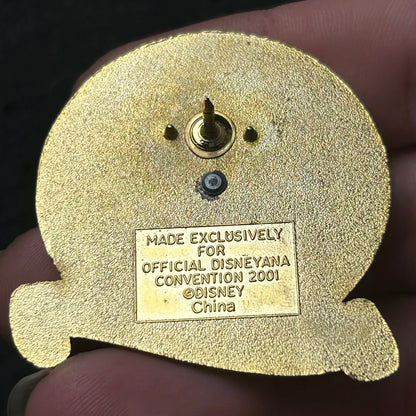 MADE EXCLUSIVELY
FOR
OFFICIAL DISNEYANA
CONVENTION 2001
©DISNEY
China